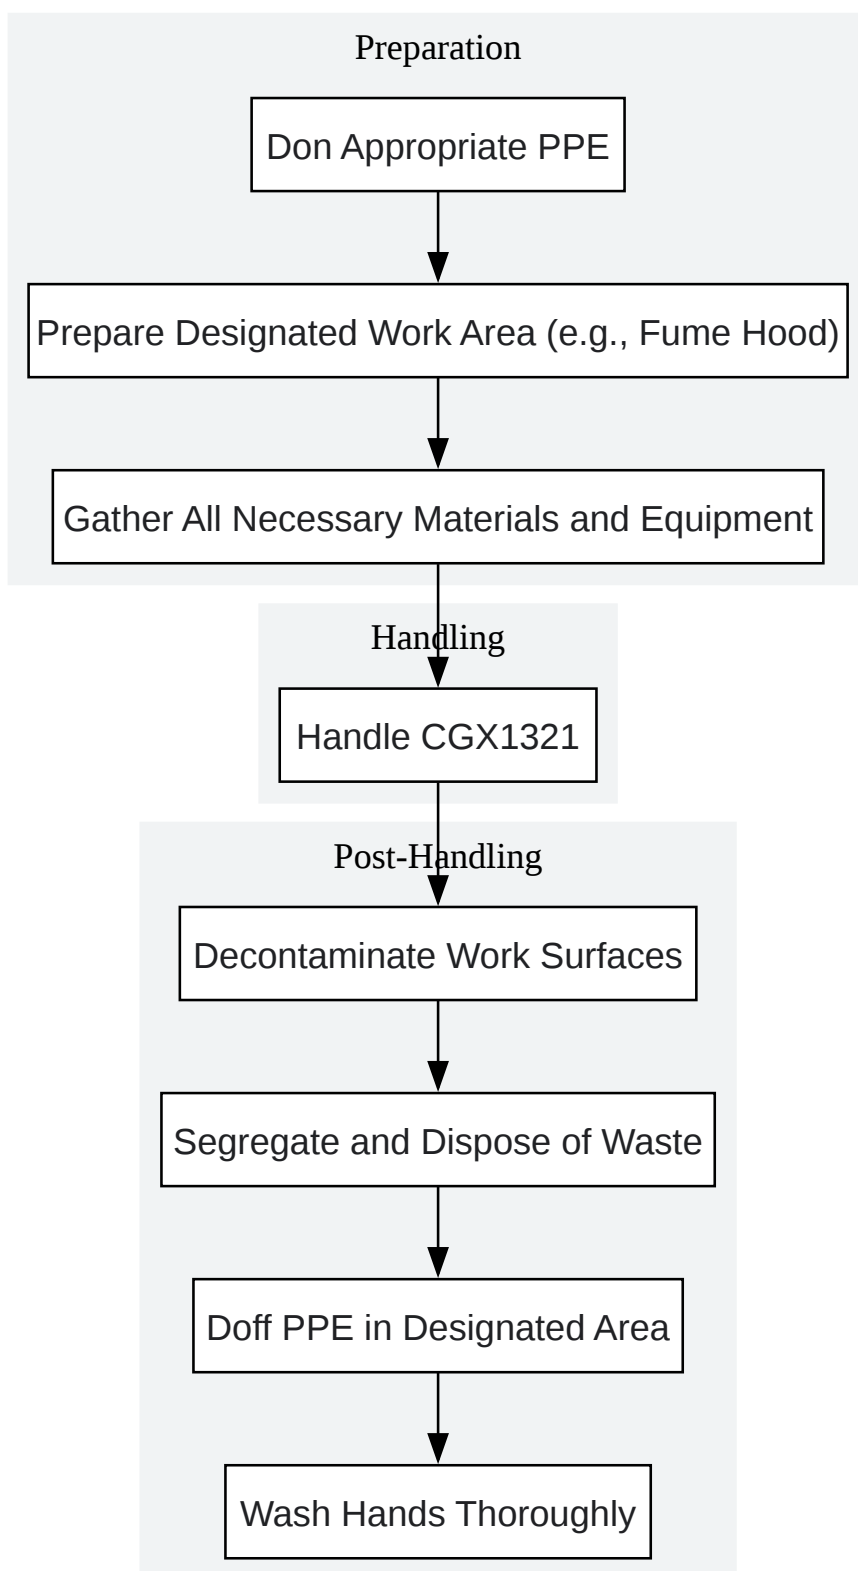 Preparation
Don Appropriate PPE
Prepare Designated Work Area (e.g., Fume Hood)
Gather All Necessary Materials and Equipment
Handling
Handle CGX1321
Post-Handling
Decontaminate Work Surfaces
Segregate and Dispose of Waste
Doff PPE in Designated Area
Wash Hands Thoroughly